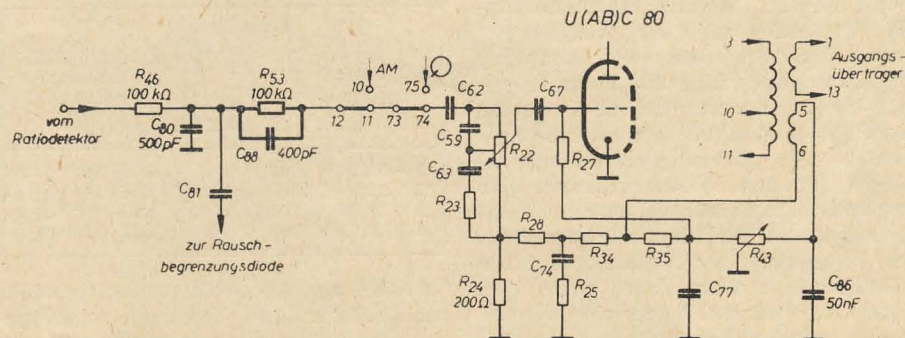 U(AB)C 80
R46
100 kΩ
R53
100 kΩ
10
AM
75
C62
C67
3
1
Ausgangs-
übertrager
13
10
5
6
11
vom
Ratiodetektor
C80
500pF
C88
400pF
12
11
73
74
C59
R22
C63
R27
C81
R23
zur Rausch-
begrenzungsdiode
R28
R34
R35
R43
R24
200Ω
C74
R25
C77
C86
50nF